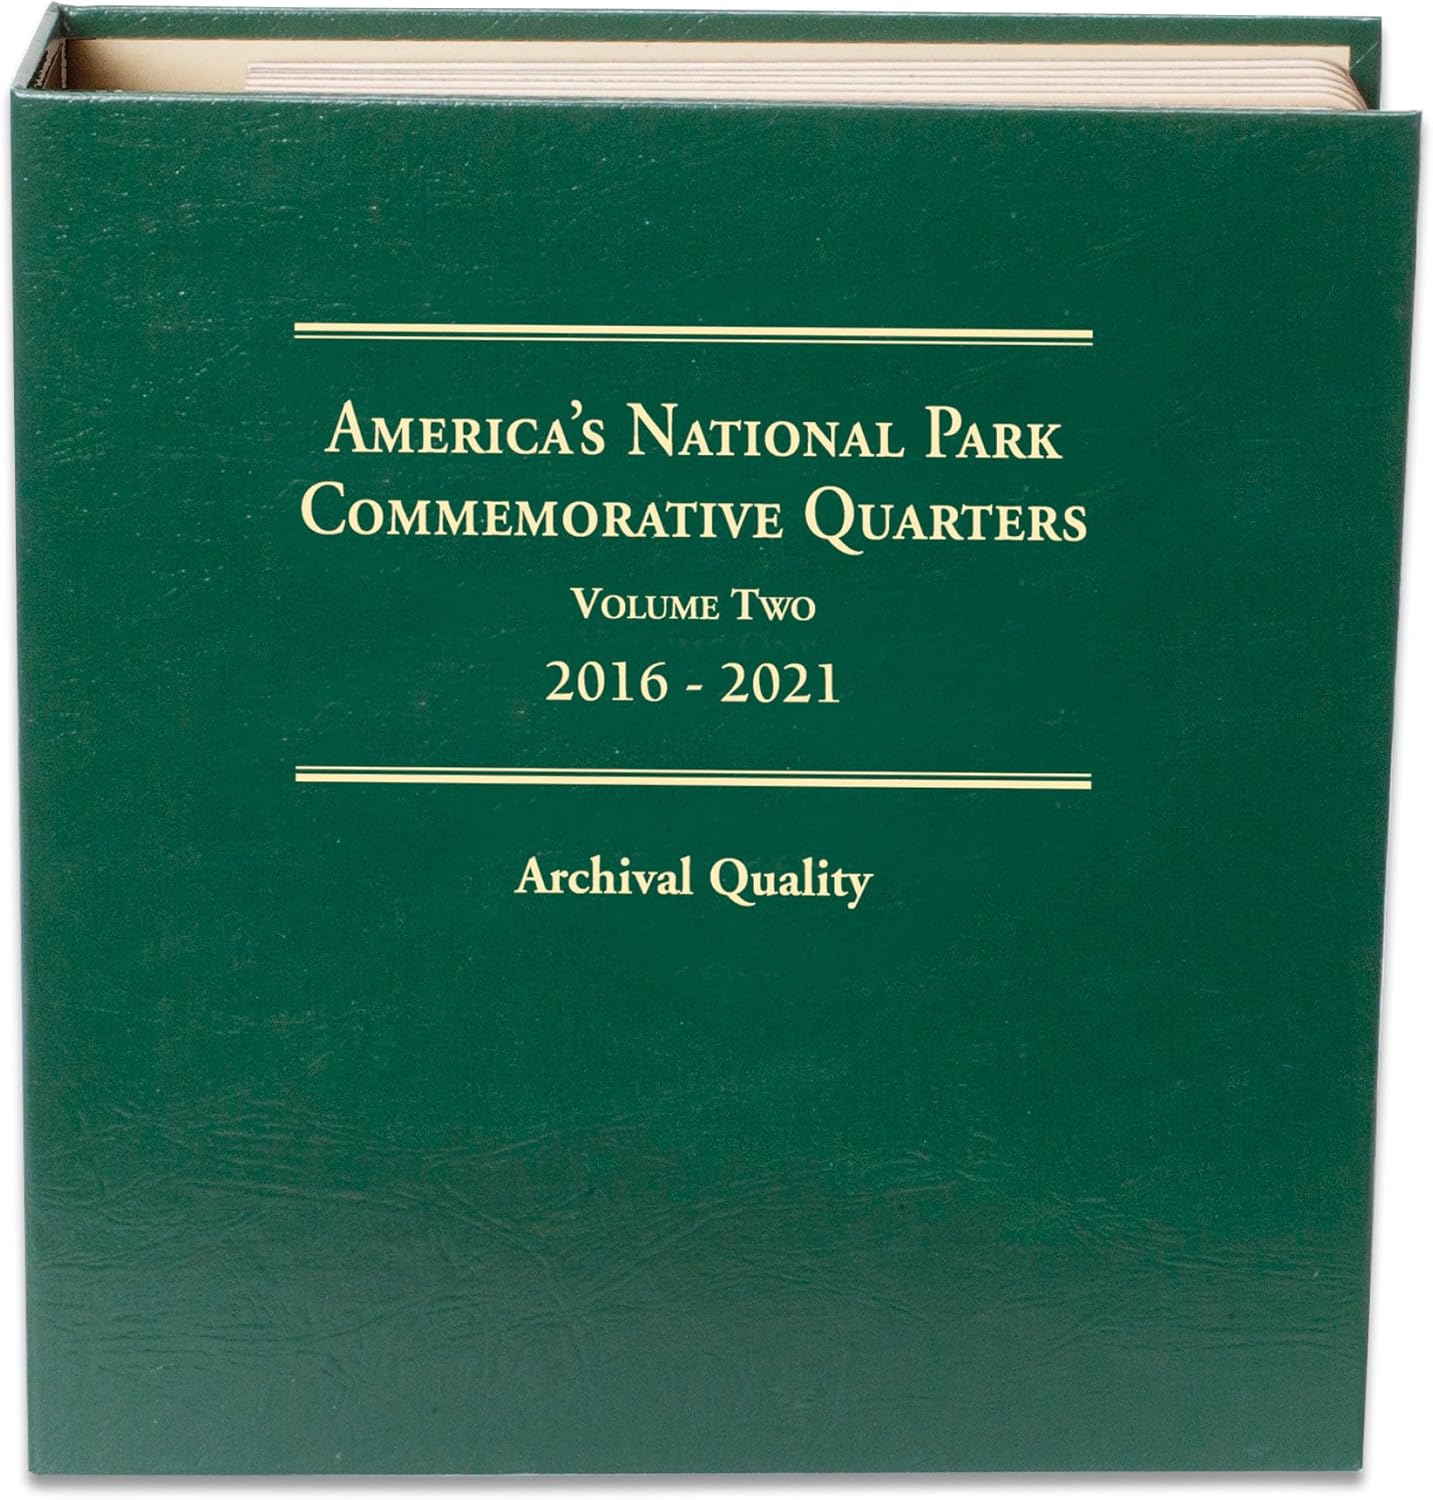 America's National Park
Commemorative Quarters
Volume Two
2016 - 2021
Archival Quality